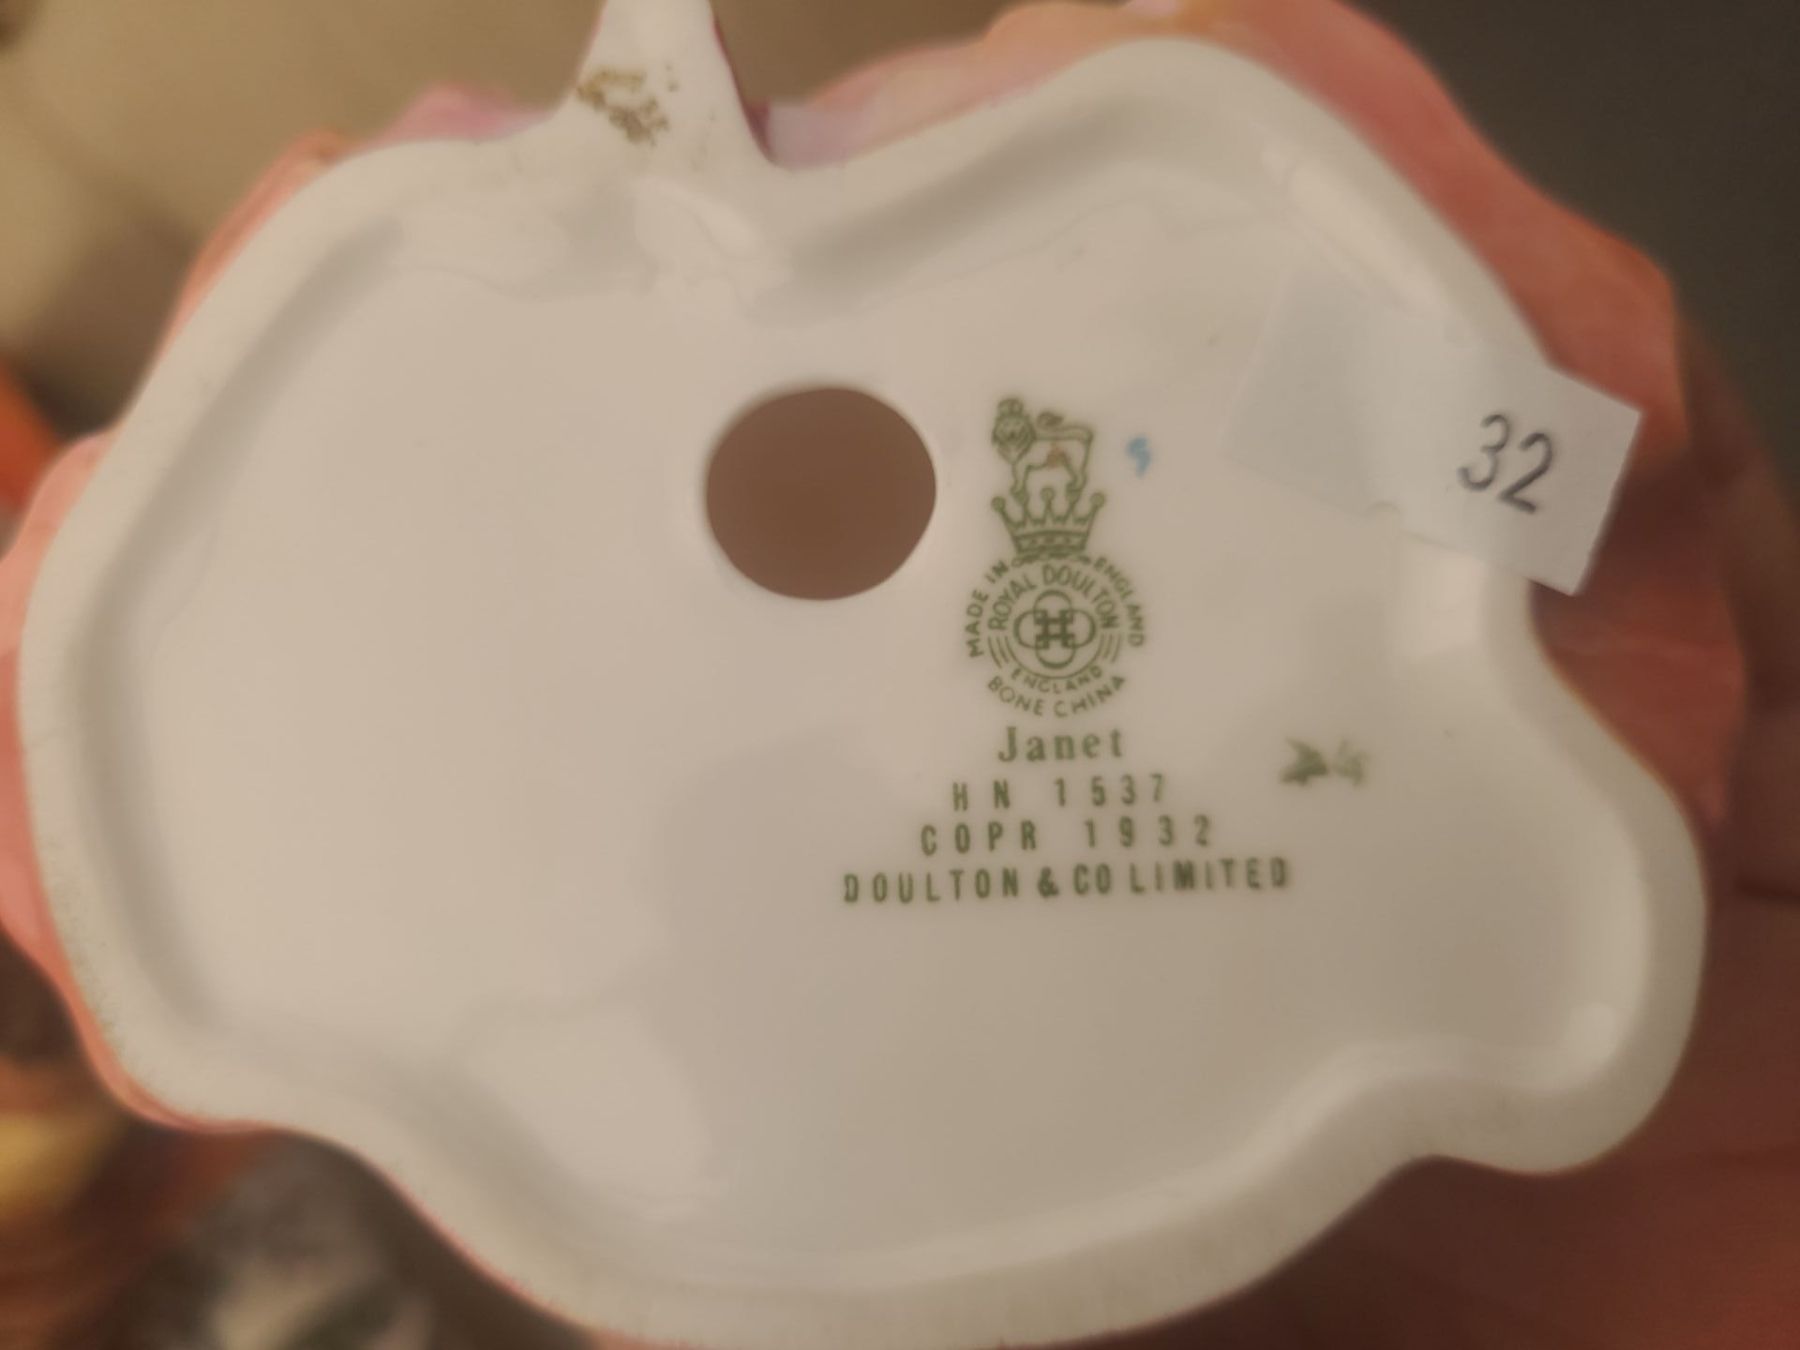 MADE IN ENGLAND
ROYAL DOULTON
ENGLAND
BONE CHINA
Janet
HN 1537
COPR 1932
DOULTON & CO LIMITED
32